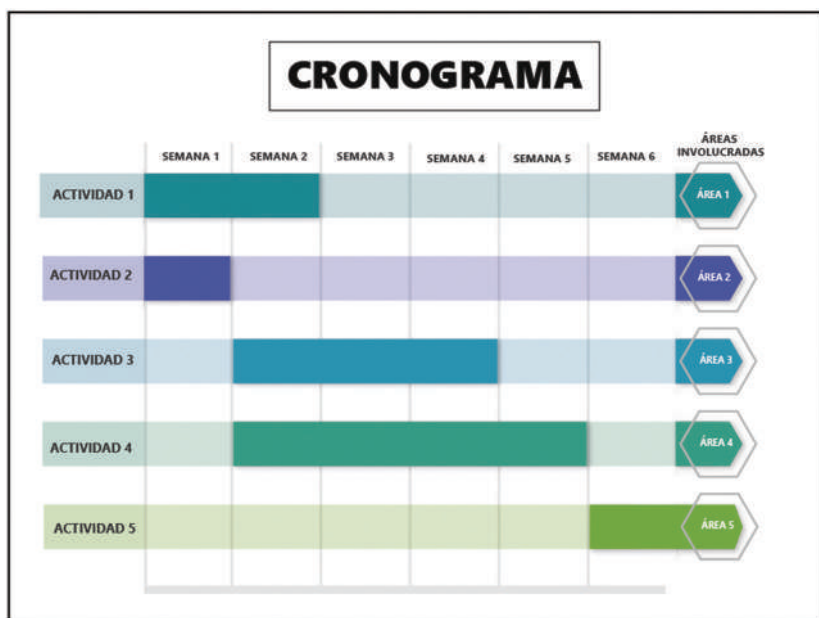 CRONOGRAMA
SEMANA 1 SEMANA 2 SEMANA 3 SEMANA 4 SEMANA 5 SEMANA 6 ÁREAS
INVOLUCRADAS
ACTIVIDAD 1 ÁREA 1
ACTIVIDAD 2 ÁREA 2
ACTIVIDAD 3 ÁREA 3
ACTIVIDAD 4 ÁREA 4
ACTIVIDAD 5 ÁREA 5